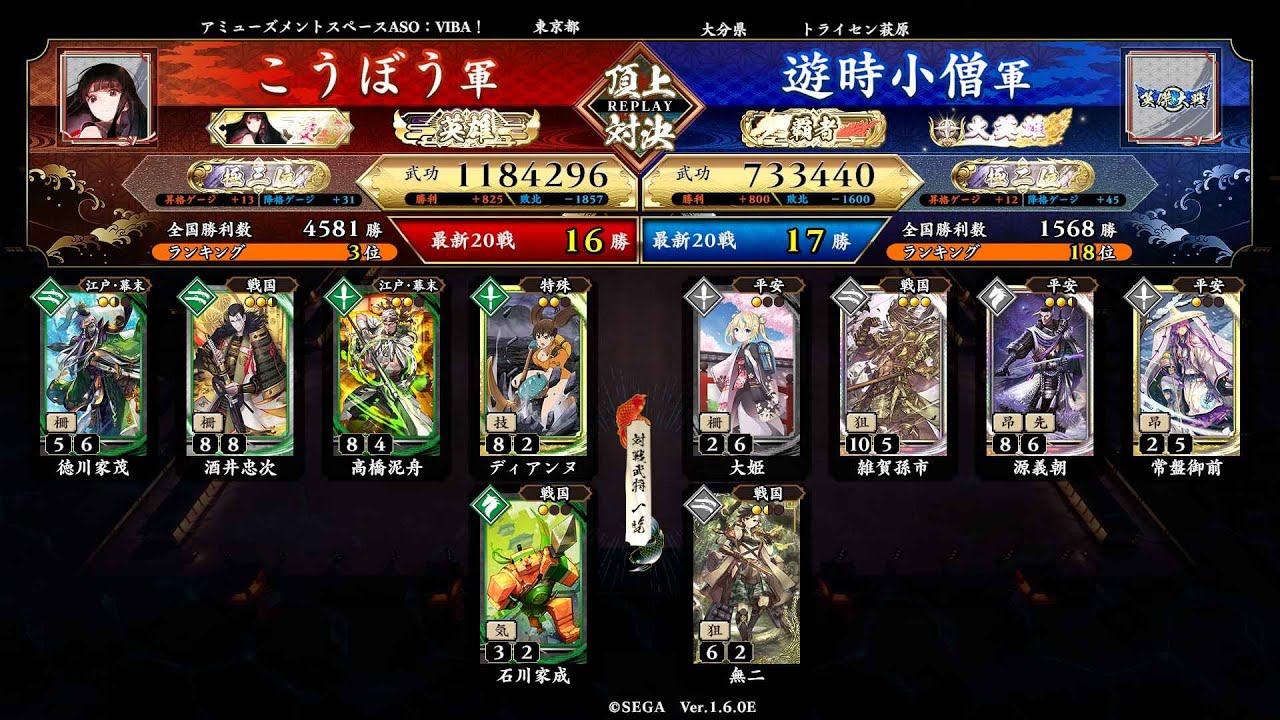 アミューズメントスペースASO：VIBA！ 東京都
大分県 トライセン萩原
こうぼう軍
頂上
REPLAY
対決
遊時小僧軍
英雄
覇者
大英雄
英傑大戦
極三位
武功 1184296
武功 733440
極二位
昇格ゲージ +13 降格ゲージ +31
勝利 +825 敗北 -1857
勝利 +800 敗北 -1600
昇格ゲージ +12 降格ゲージ +45
全国勝利数 4581勝
ランキング 3位
最新20戦 16勝
最新20戦 17勝
全国勝利数 1568勝
ランキング 18位
江戸・幕末
柵
5 6
徳川家茂
戦国
柵
8 8
酒井忠次
江戸・幕末
8 4
高橋泥舟
特殊
技
8 2
ディアンヌ
対戦武将一覧
平安
柵
2 6
大姫
戦国
狙
10 5
雑賀孫市
平安
昂 先
8 6
源義朝
平安
昂
2 5
常盤御前
戦国
気
3 2
石川家成
戦国
狙
6 2
無二
©SEGA Ver.1.6.0E